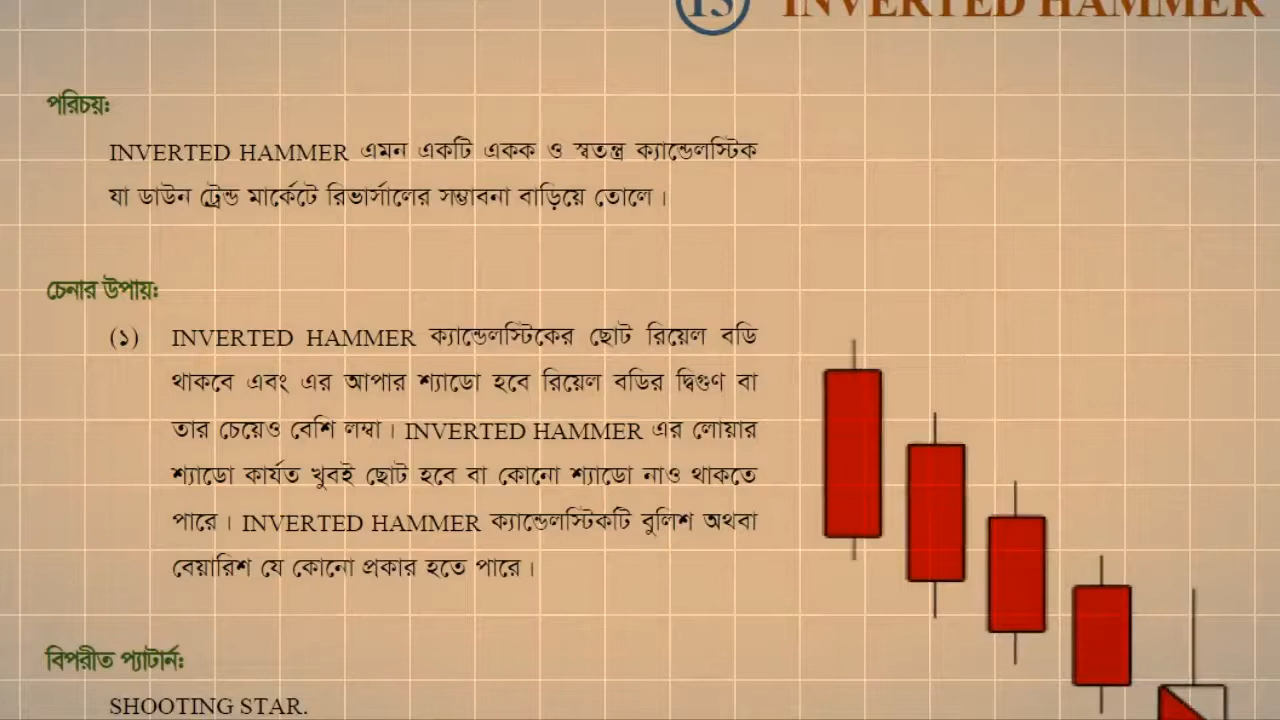 INVERTED HAMMER
পরিচয়:
INVERTED HAMMER এমন একটি একক ও স্বতন্ত্র ক্যান্ডেলস্টিক
যা ডাউন ট্রেন্ড মার্কেটে রিভার্সালের সম্ভাবনা বাড়িয়ে তোলে।
চেনার উপায়:
(১) INVERTED HAMMER ক্যান্ডেলস্টিকের ছোট রিয়েল বডি
থাকবে এবং এর আপার শ্যাডো হবে রিয়েল বডির দ্বিগুণ বা
তার চেয়েও বেশি লম্বা। INVERTED HAMMER এর লোয়ার
শ্যাডো কার্যত খুবই ছোট হবে বা কোনো শ্যাডো নাও থাকতে
পারে। INVERTED HAMMER ক্যান্ডেলস্টিকটি বুলিশ অথবা
বেয়ারিশ যে কোনো প্রকার হতে পারে।
বিপরীত প্যাটার্ন:
SHOOTING STAR.